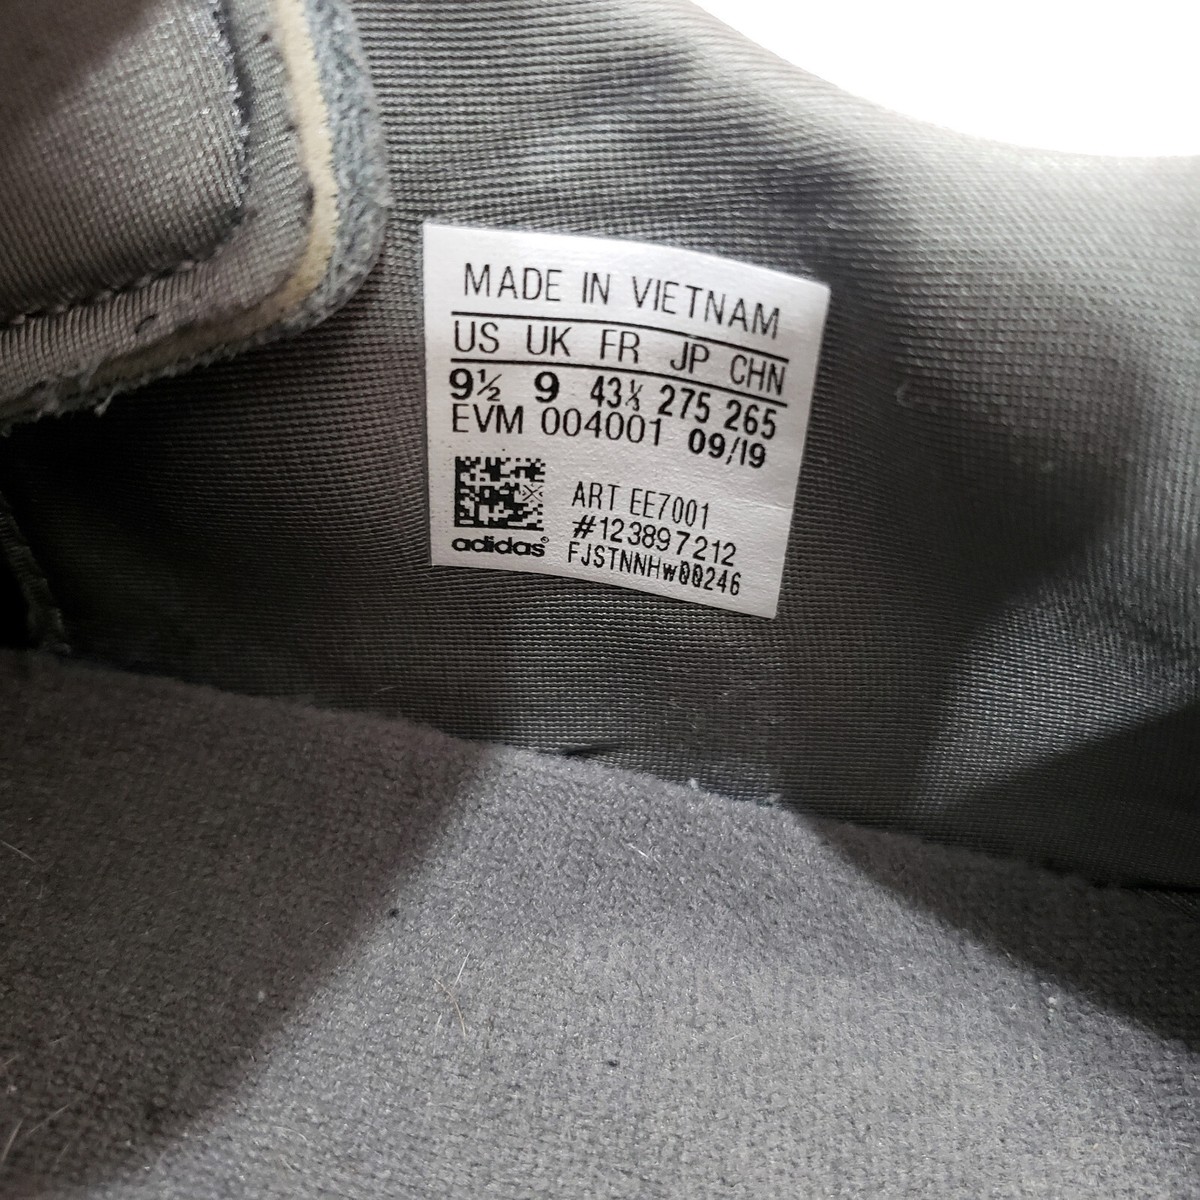 MADE IN VIETNAM
US UK FR JP CHN
9½ 9 43⅓ 275 265
EVM 004001 09/19
ART EE7001
#123897212
adidas® FJSTNNHw00246